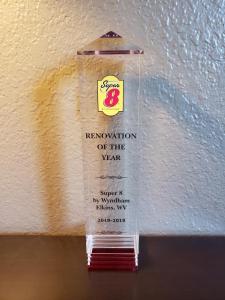 Super
8
RENOVATION
OF THE
YEAR
Super 8
by Wyndham
Elkins, WV
2018-2019